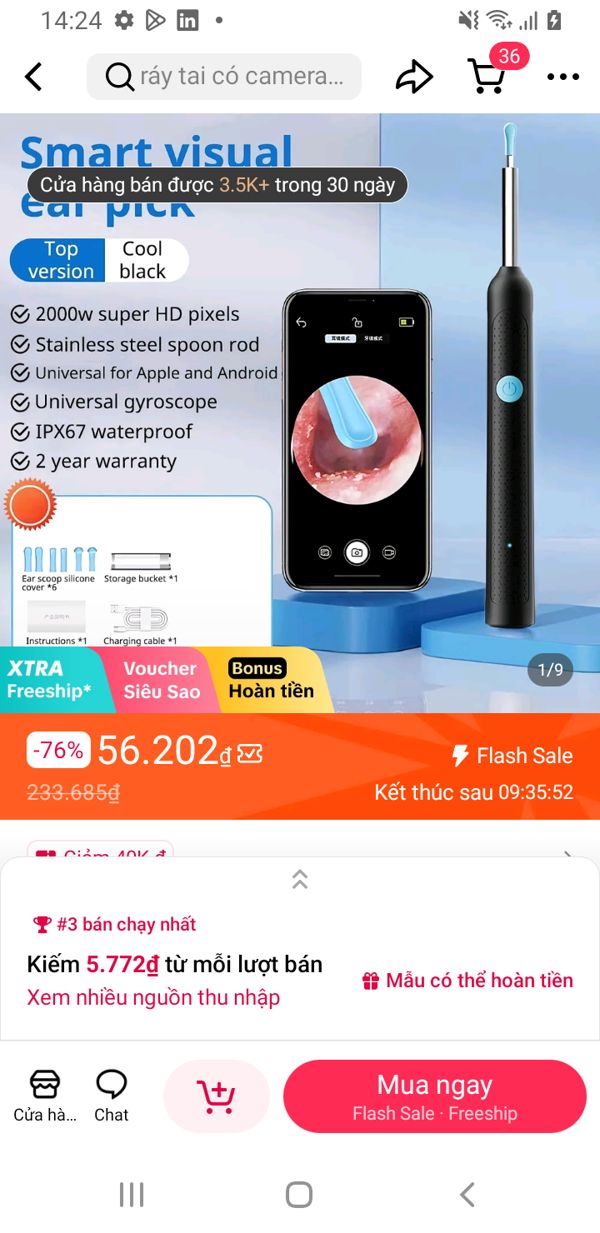 14:24
36
ráy tai có camera...
Smart visual
ear pick
Cửa hàng bán được 3.5K+ trong 30 ngày
Top version
Cool black
2000w super HD pixels
Stainless steel spoon rod
Universal for Apple and Android
Universal gyroscope
IPX67 waterproof
2 year warranty
Ear scoop silicone
cover *6
Storage bucket *1
Instructions *1
Charging cable *1
XTRA
Freeship*
Voucher
Siêu Sao
Bonus
Hoàn tiền
1/9
-76% 56.202₫
Flash Sale
233.685₫
Kết thúc sau 09:35:52
Giảm 40K ₫
#3 bán chạy nhất
Kiếm 5.772₫ từ mỗi lượt bán
Xem nhiều nguồn thu nhập
Mẫu có thể hoàn tiền
Cửa hà...
Chat
Mua ngay
Flash Sale · Freeship